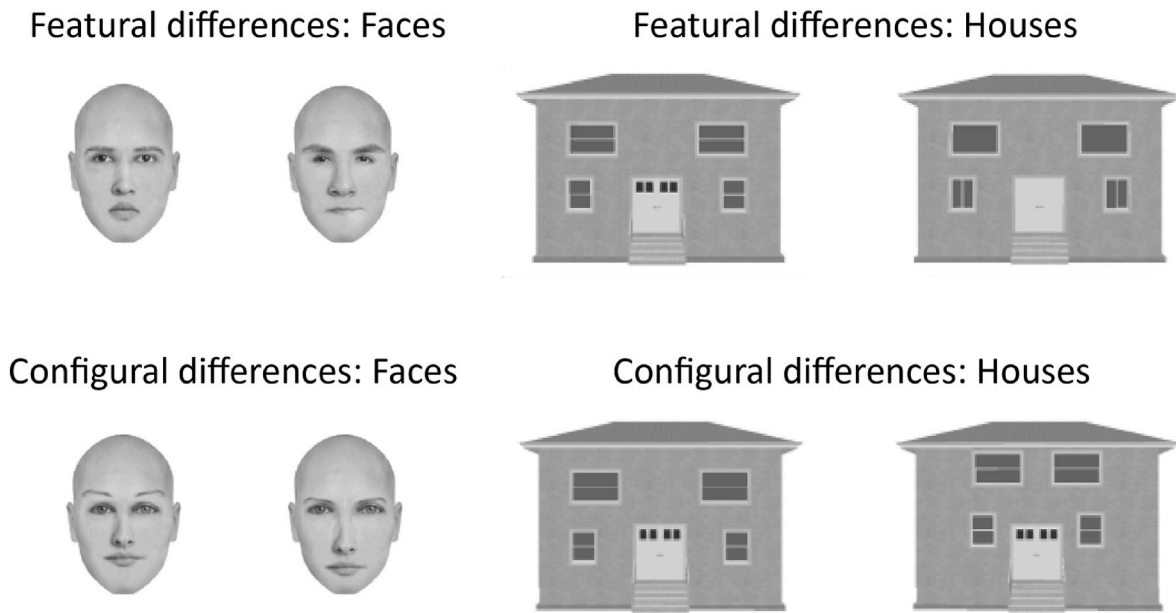 Featural differences: Faces
Featural differences: Houses
Configural differences: Faces
Configural differences: Houses